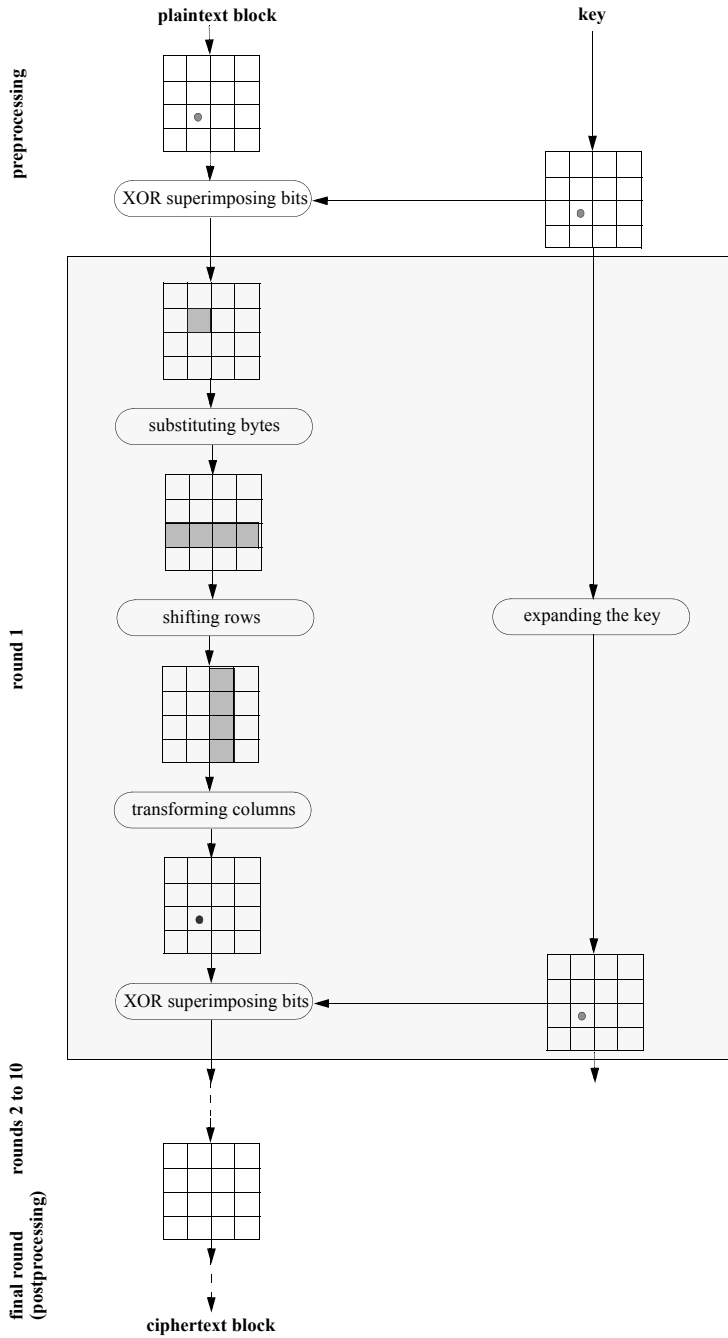 plaintext block
key
preprocessing
XOR superimposing bits
substituting bytes
shifting rows
expanding the key
round 1
transforming columns
XOR superimposing bits
rounds 2 to 10
final round
(postprocessing)
ciphertext block